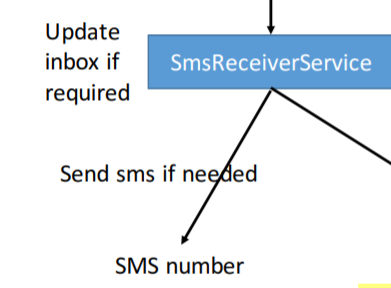 Update
inbox if
required
SmsReceiverService
Send sms if needed
SMS number